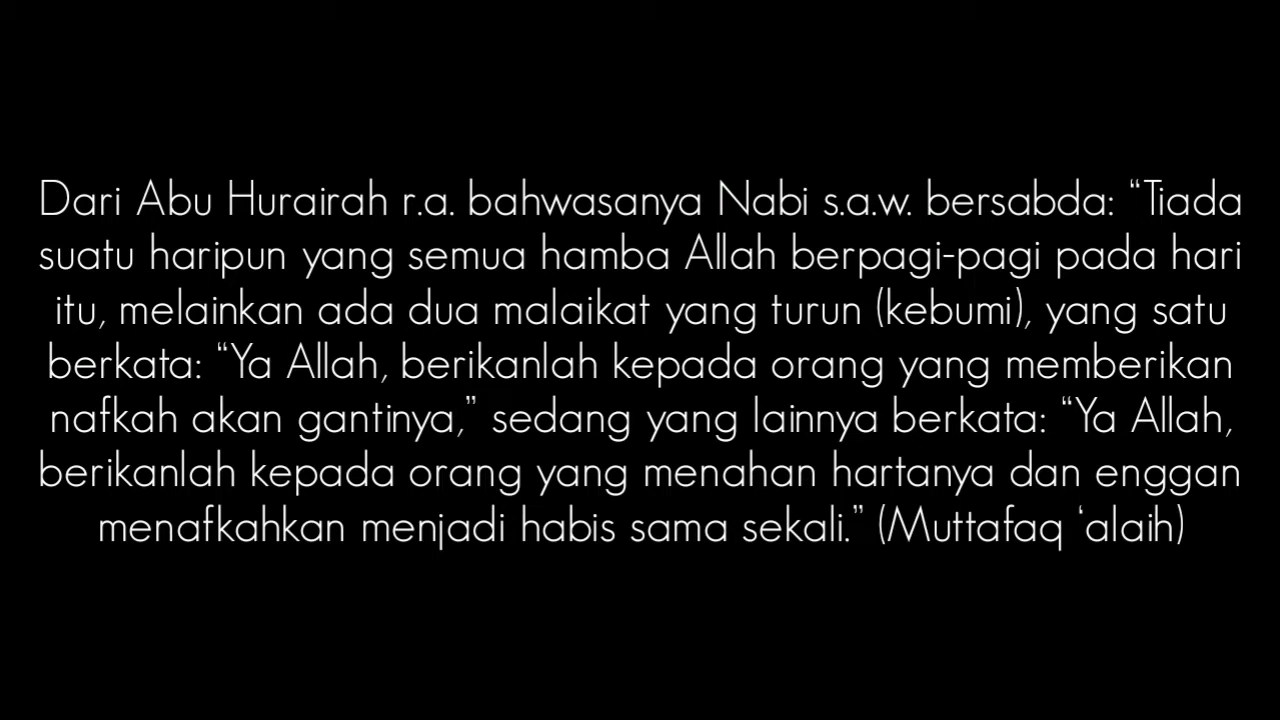 Dari Abu Hurairah r.a. bahwasanya Nabi s.a.w. bersabda: “Tiada
suatu haripun yang semua hamba Allah berpagi-pagi pada hari
itu, melainkan ada dua malaikat yang turun (kebumi), yang satu
berkata: “Ya Allah, berikanlah kepada orang yang memberikan
nafkah akan gantinya,” sedang yang lainnya berkata: “Ya Allah,
berikanlah kepada orang yang menahan hartanya dan enggan
menafkahkan menjadi habis sama sekali.” (Muttafaq ‘alaih)